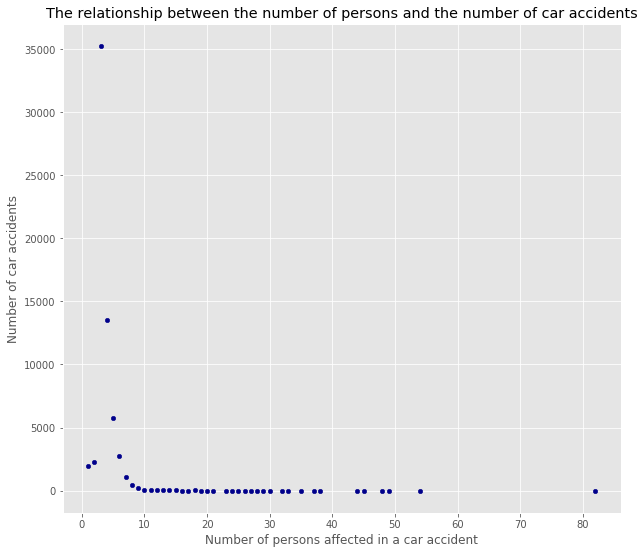 The relationship between the number of persons and the number of car accidents
35000
30000
25000
20000
15000
10000
5000
0
Number of car accidents
0 10 20 30 40 50 60 70 80
Number of persons affected in a car accident